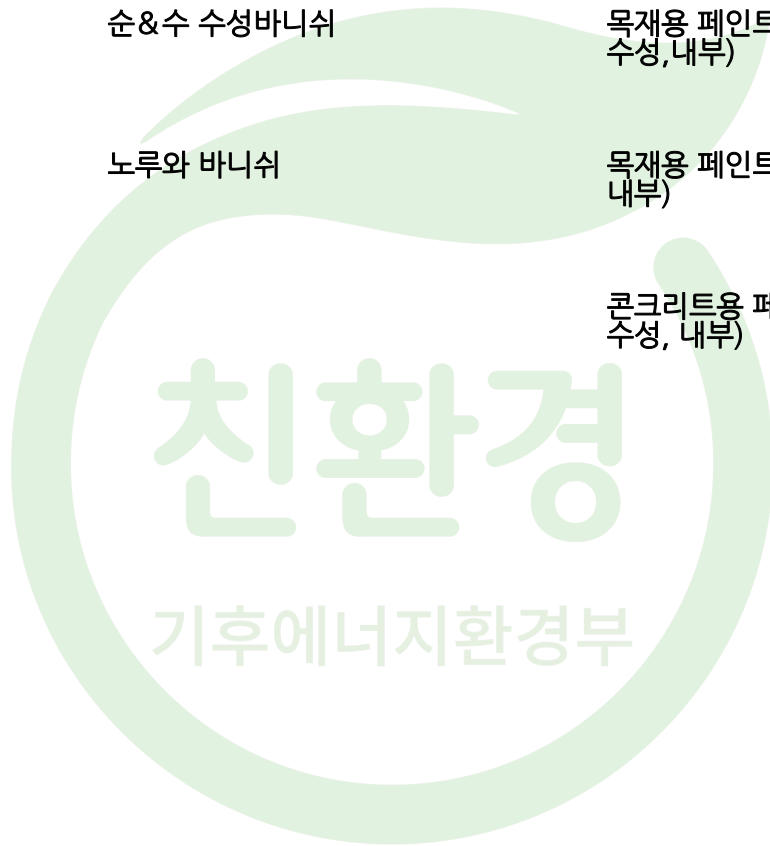 순&수 수성바니쉬
목재용 페인트
수성,내부)
노루와 바니쉬
목재용 페인트
내부)
콘크리트용
수성, 내부)
친환경
기후에너지환경부